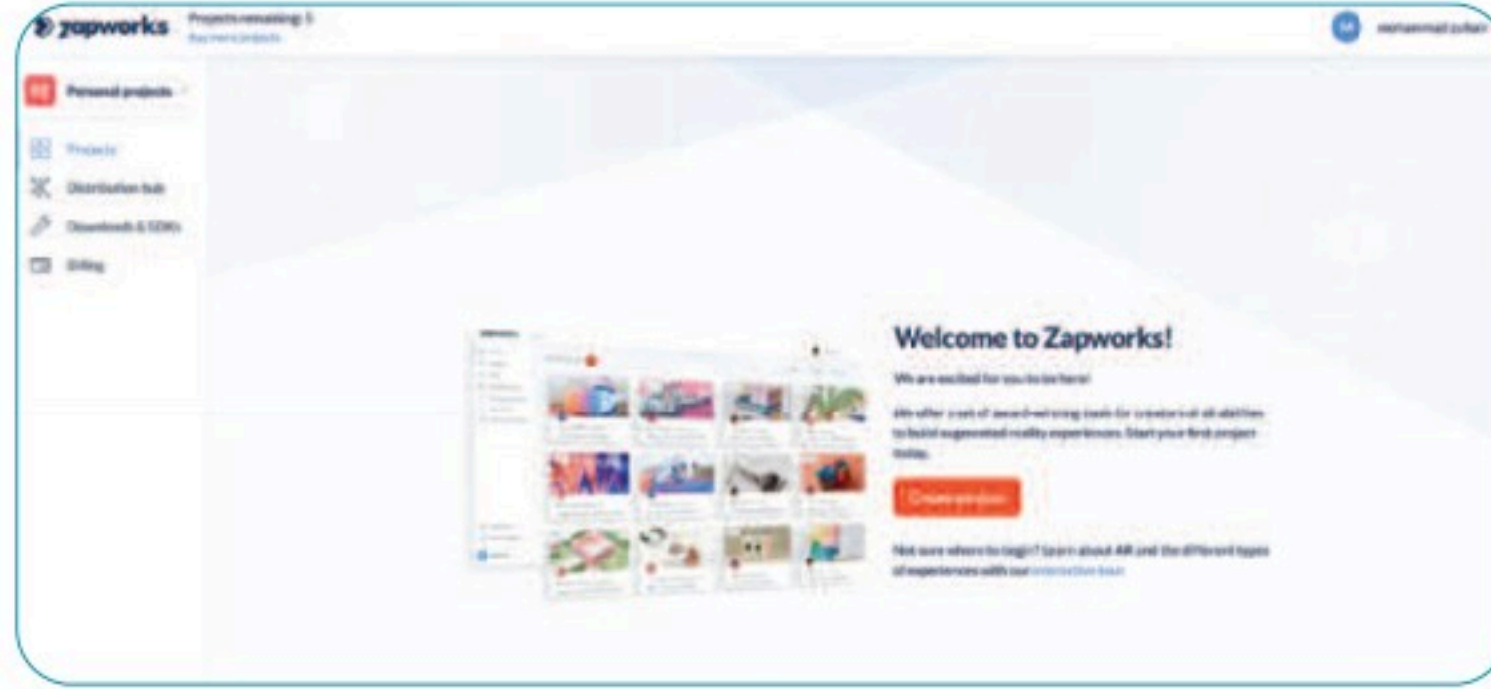 zapworks
Projects remaining: 5
Buy more projects
Personal projects
Projects
Distribution hub
Downloads & SDKs
Billing
Welcome to Zapworks!
We are excited for you to be here!
We offer a set of award-winning tools for creators of all abilities
to build augmented reality experiences. Start your first project
today.
Not sure where to begin? Learn about AR and the different types
of experiences with our interactive tour